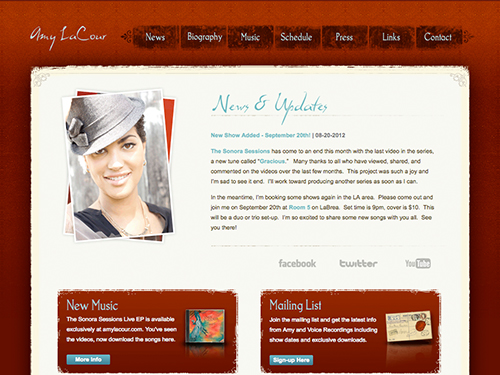 Amy LaCour
News Biography Music Schedule Press Links Contact
News & Updates
New Show Added - September 20th! | 08-20-2012
The Sonora Sessions has come to an end this month with the last video in the series,
a new tune called "Gracious." Many thanks to all who have viewed, shared, and
commented on the videos over the last few months. This project was such a joy and
I'm sad to see it end. I'll work toward producing another series as soon as I can.
In the meantime, I'm booking some shows again in the LA area. Please come out and
join me on September 20th at Room 5 on LaBrea. Set time is 9pm, cover is $10. This
will be a duo or trio set-up. I'm so excited to share some new songs with you all. See
you there!
facebook twitter YouTube
New Music
The Sonora Sessions Live EP is available
exclusively at amylacour.com. You've seen
the videos, now download the songs here.
More Info
Mailing List
Join the mailing list and get the latest info
from Amy and Voice Recordings including
show dates and exclusive downloads.
Sign-up Here